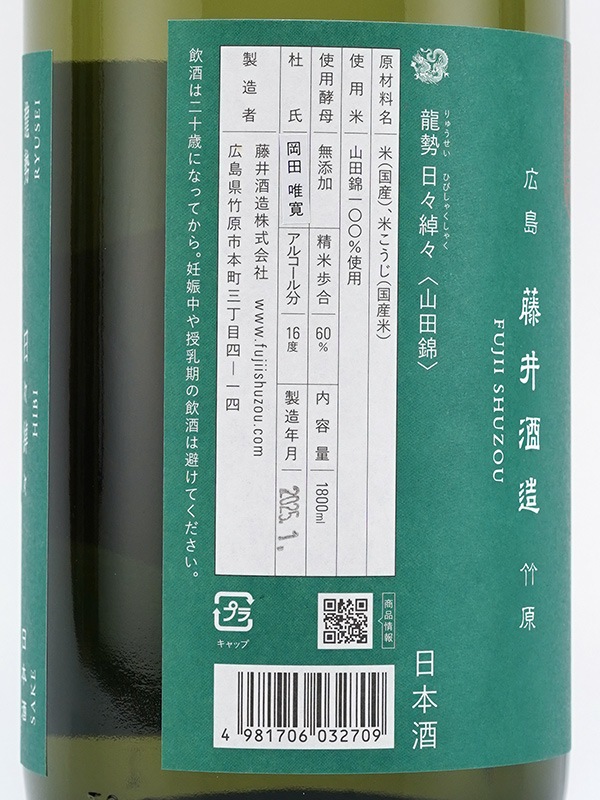 広島 藤井酒造 竹原
FUJII SHUZOU
りゅうせい ひびしゃくしゃく
龍勢 日々綽々〈山田錦〉
日本酒
原材料名 米(国産)、米こうじ(国産米)
使用米 山田錦一〇〇%使用
使用酵母 無添加 精米歩合 60% 内容量 1800ml
杜氏 岡田 唯寛 アルコール分 16度 製造年月 2025.1.
製造者 藤井酒造株式会社 www.fujiishuzou.com
広島県竹原市本町三丁目四―一四
飲酒は二十歳になってから。妊娠中や授乳期の飲酒は避けてください。
商品情報
プラ
キャップ
4 981706 032709
RYUSEI
HIBI
SAKE